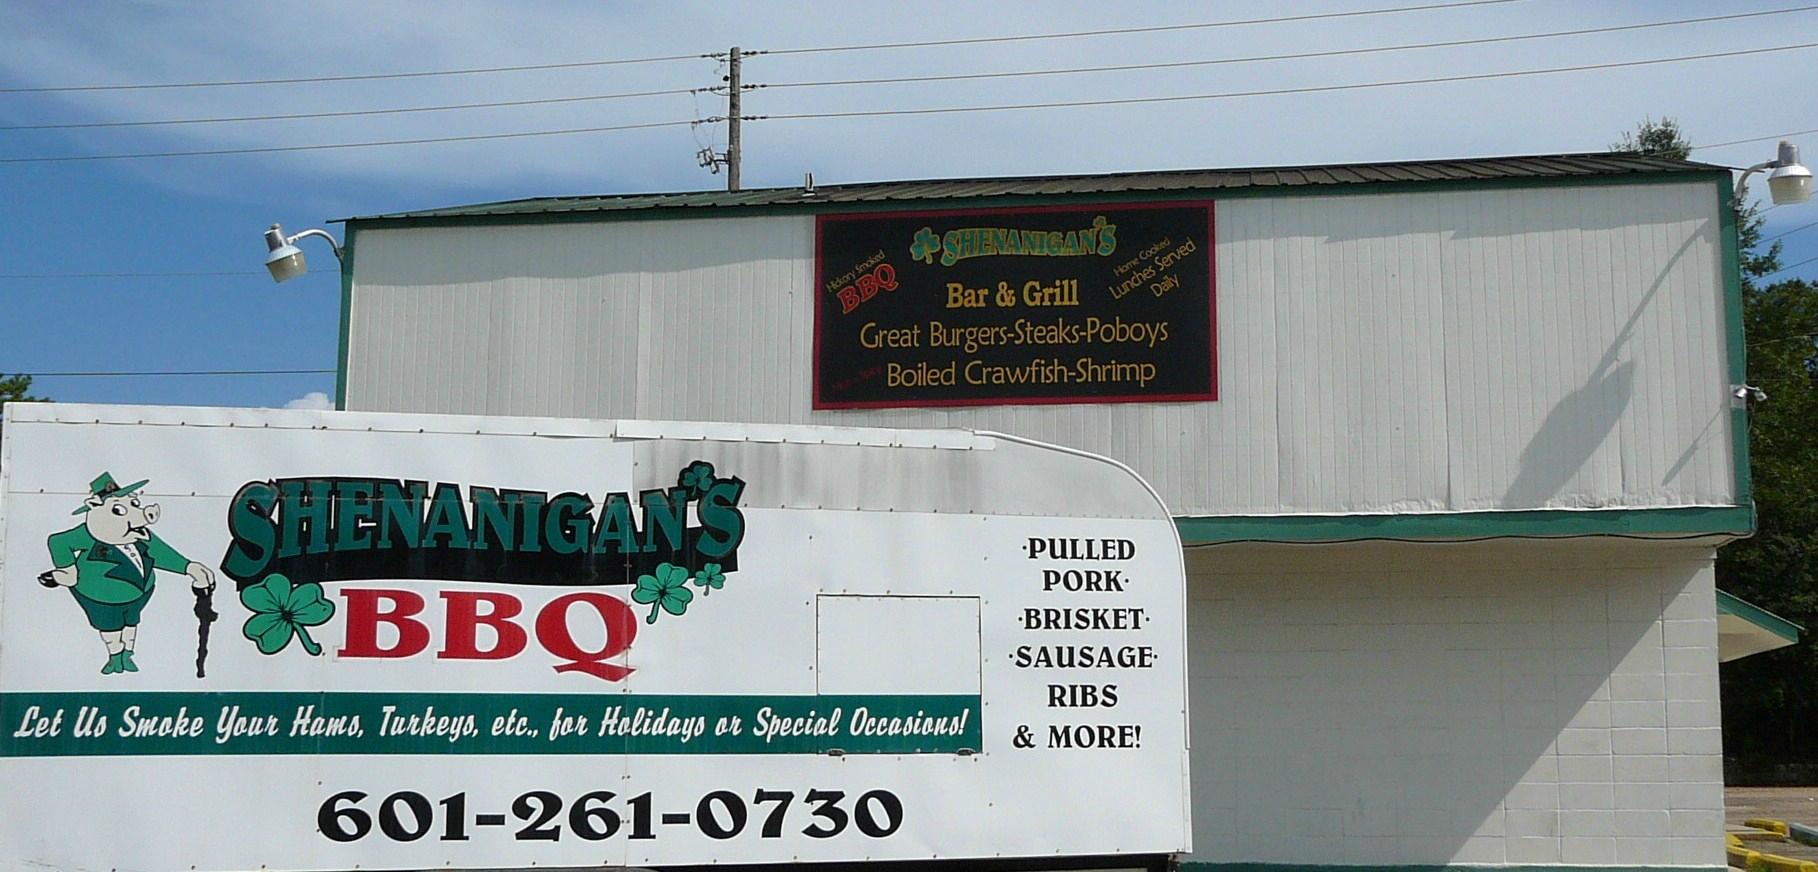 SHENANIGAN'S
Hickory Smoked
BBQ
Home Cooked
Lunches Served
Daily
Bar & Grill
Great Burgers-Steaks-Poboys
Boiled Crawfish-Shrimp
SHENANIGAN'S
BBQ
Let Us Smoke Your Hams, Turkeys, etc., for Holidays or Special Occasions!
601-261-0730
·PULLED
PORK·
·BRISKET·
·SAUSAGE·
RIBS
& MORE!